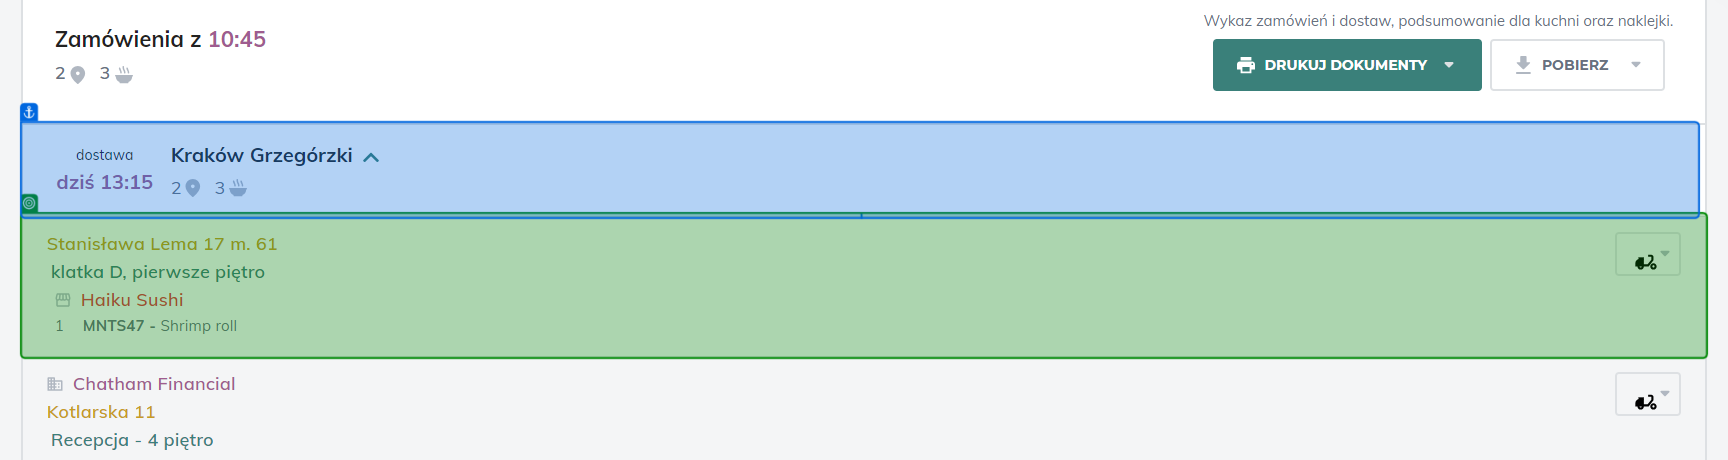 Wykaz zamówień i dostaw, podsumowanie dla kuchni oraz naklejki.
Zamówienia z 10:45
2 3
DRUKUJ DOKUMENTY
POBIERZ
dostawa
dziś 13:15
Kraków Grzegórzki
2 3
Stanisława Lema 17 m. 61
klatka D, pierwsze piętro
Haiku Sushi
1 MNTS47 - Shrimp roll
Chatham Financial
Kotlarska 11
Recepcja - 4 piętro